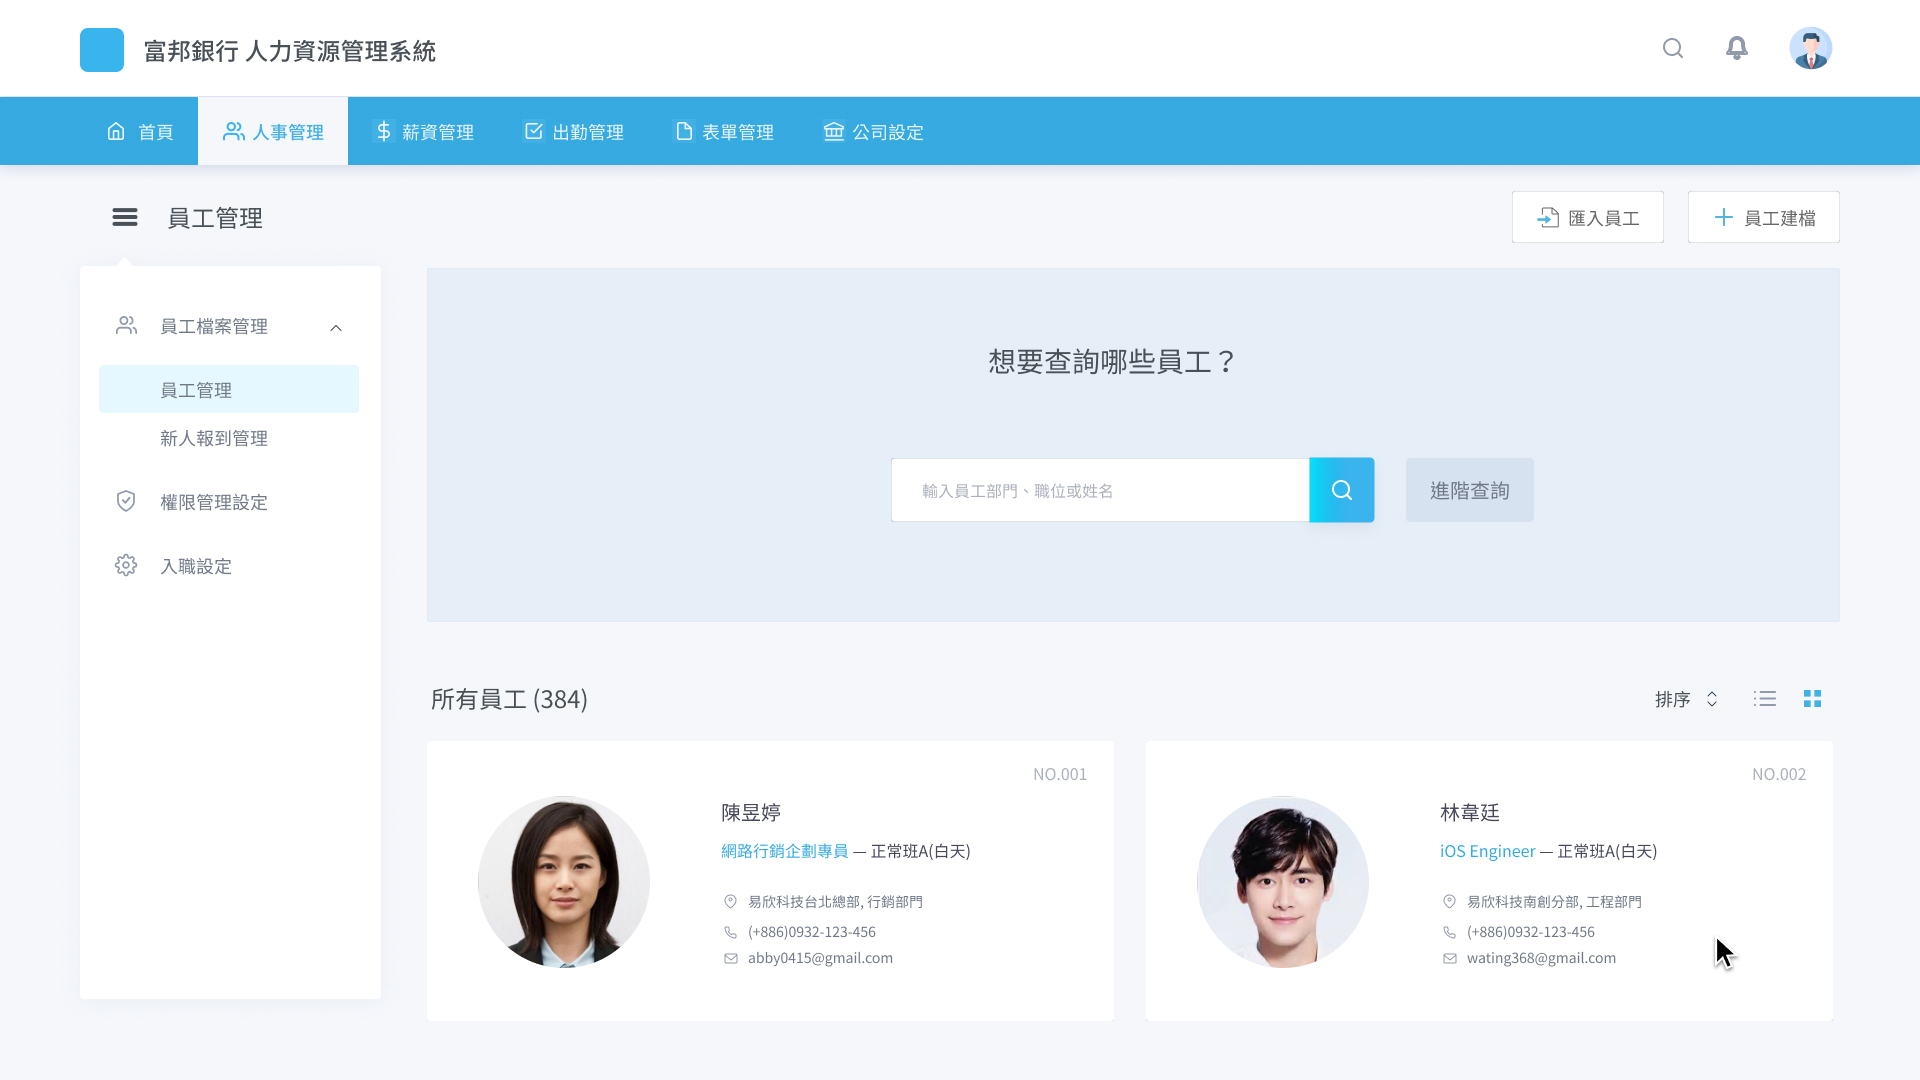 富邦銀行 人力資源管理系統
首頁
人事管理
薪資管理
出勤管理
表單管理
公司設定
員工管理
匯入員工
員工建檔
員工檔案管理
員工管理
新人報到管理
權限管理設定
入職設定
想要查詢哪些員工？
輸入員工部門、職位或姓名
進階查詢
所有員工 (384)
排序
NO.001
陳昱婷
網路行銷企劃專員 — 正常班A(白天)
易欣科技台北總部, 行銷部門
(+886)0932-123-456
abby0415@gmail.com
NO.002
林韋廷
iOS Engineer — 正常班A(白天)
易欣科技南創分部, 工程部門
(+886)0932-123-456
wating368@gmail.com